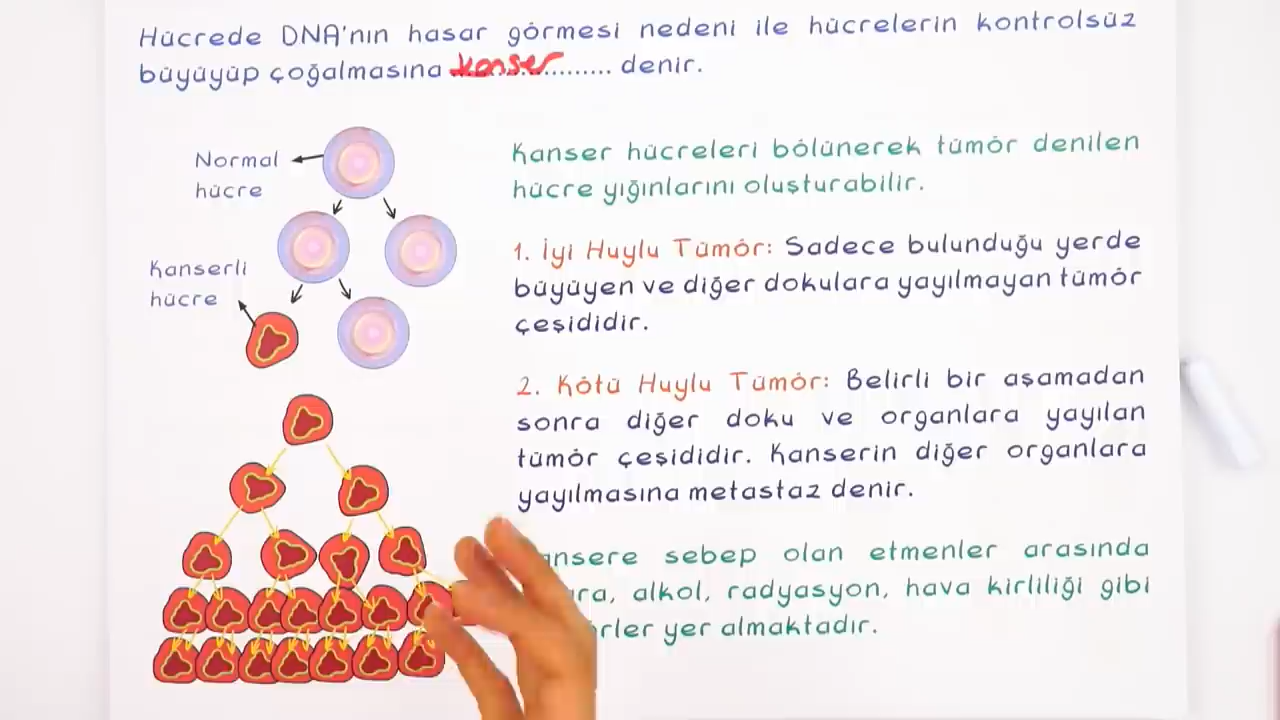 Hücrede DNA'nın hasar görmesi nedeni ile hücrelerin kontrolsüz
büyüyüp çoğalmasına kanser denir.
Normal
hücre
Kanserli
hücre
Kanser hücreleri bölünerek tümör denilen
hücre yığınlarını oluşturabilir.
1. İyi Huylu Tümör: Sadece bulunduğu yerde
büyüyen ve diğer dokulara yayılmayan tümör
çeşididir.
2. Kötü Huylu Tümör: Belirli bir aşamadan
sonra diğer doku ve organlara yayılan
tümör çeşididir. Kanserin diğer organlara
yayılmasına metastaz denir.
sebep olan etmenler arasında
alkol, radyasyon, hava kirliliği gibi
yer almaktadır.